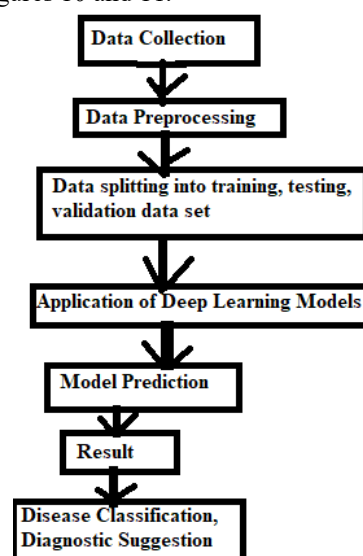 gures 10 and 11.
Data Collection
Data Preprocessing
Data splitting into training, testing,
validation data set
Application of Deep Learning Models
Model Prediction
Result
Disease Classification,
Diagnostic Suggestion